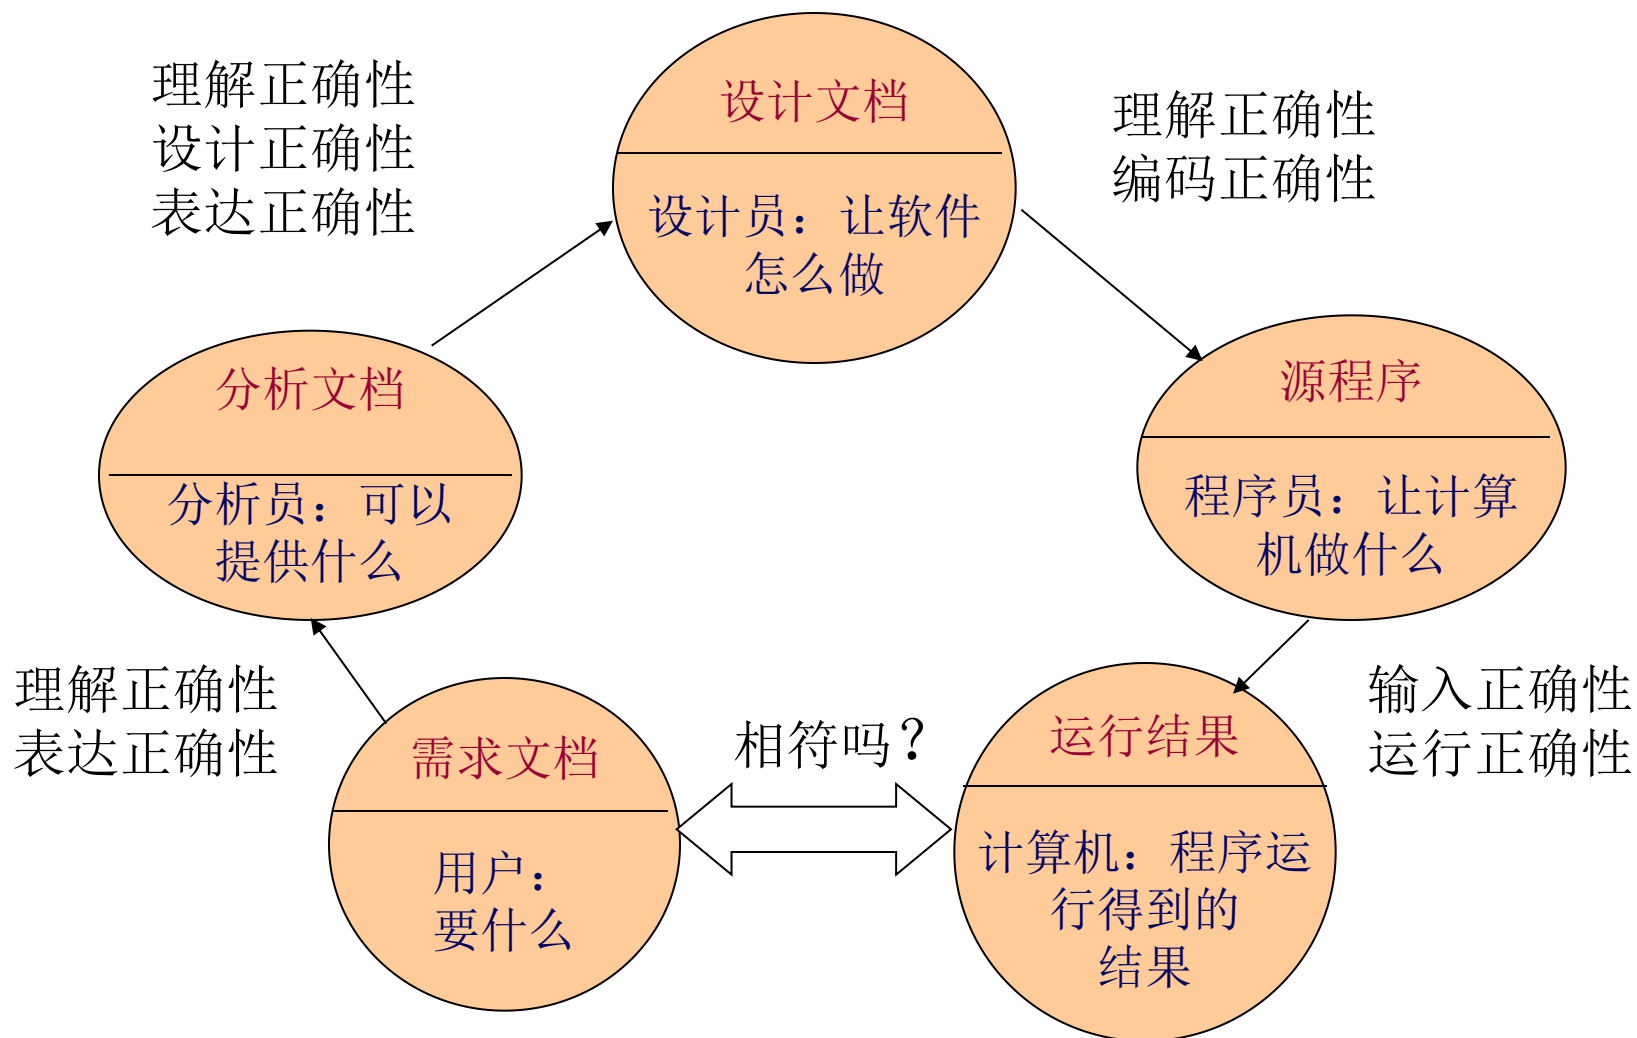 理解正确性
设计正确性
表达正确性
设计文档
设计员：让软件
怎么做
理解正确性
编码正确性
分析文档
分析员：可以
提供什么
源程序
程序员：让计算
机做什么
理解正确性
表达正确性
需求文档
用户：
要什么
相符吗？
运行结果
计算机：程序运
行得到的
结果
输入正确性
运行正确性